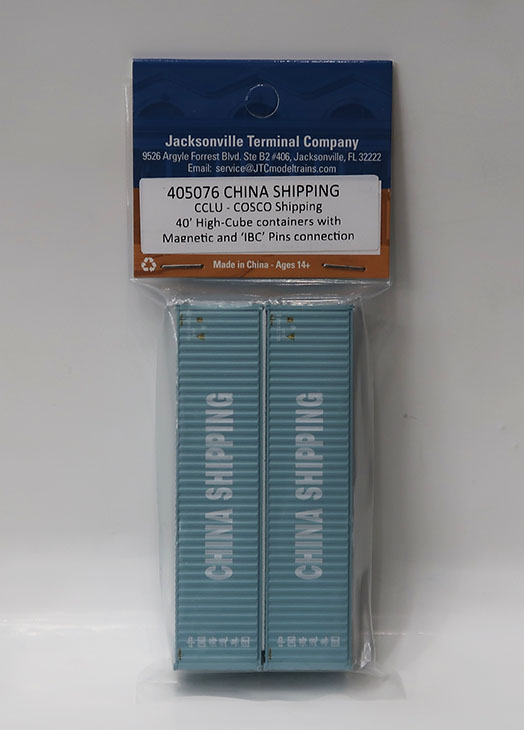 Jacksonville Terminal Company
9526 Argyle Forrest Blvd. Ste B2 #406, Jacksonville, FL 32222
Email: service@JTCmodeltrains.com
405076 CHINA SHIPPING
CCLU - COSCO Shipping
40' High-Cube containers with
Magnetic and 'IBC' Pins connection
Made in China - Ages 14+
CHINA SHIPPING
CHINA SHIPPING